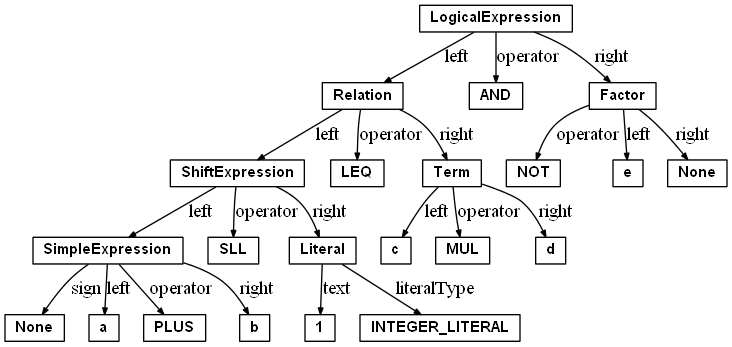 LogicalExpression
left operator right
Relation AND Factor
left operator right operator left right
ShiftExpression LEQ Term NOT e None
left operator right left operator right
SimpleExpression SLL Literal c MUL d
sign left operator right text literalType
None a PLUS b 1 INTEGER_LITERAL